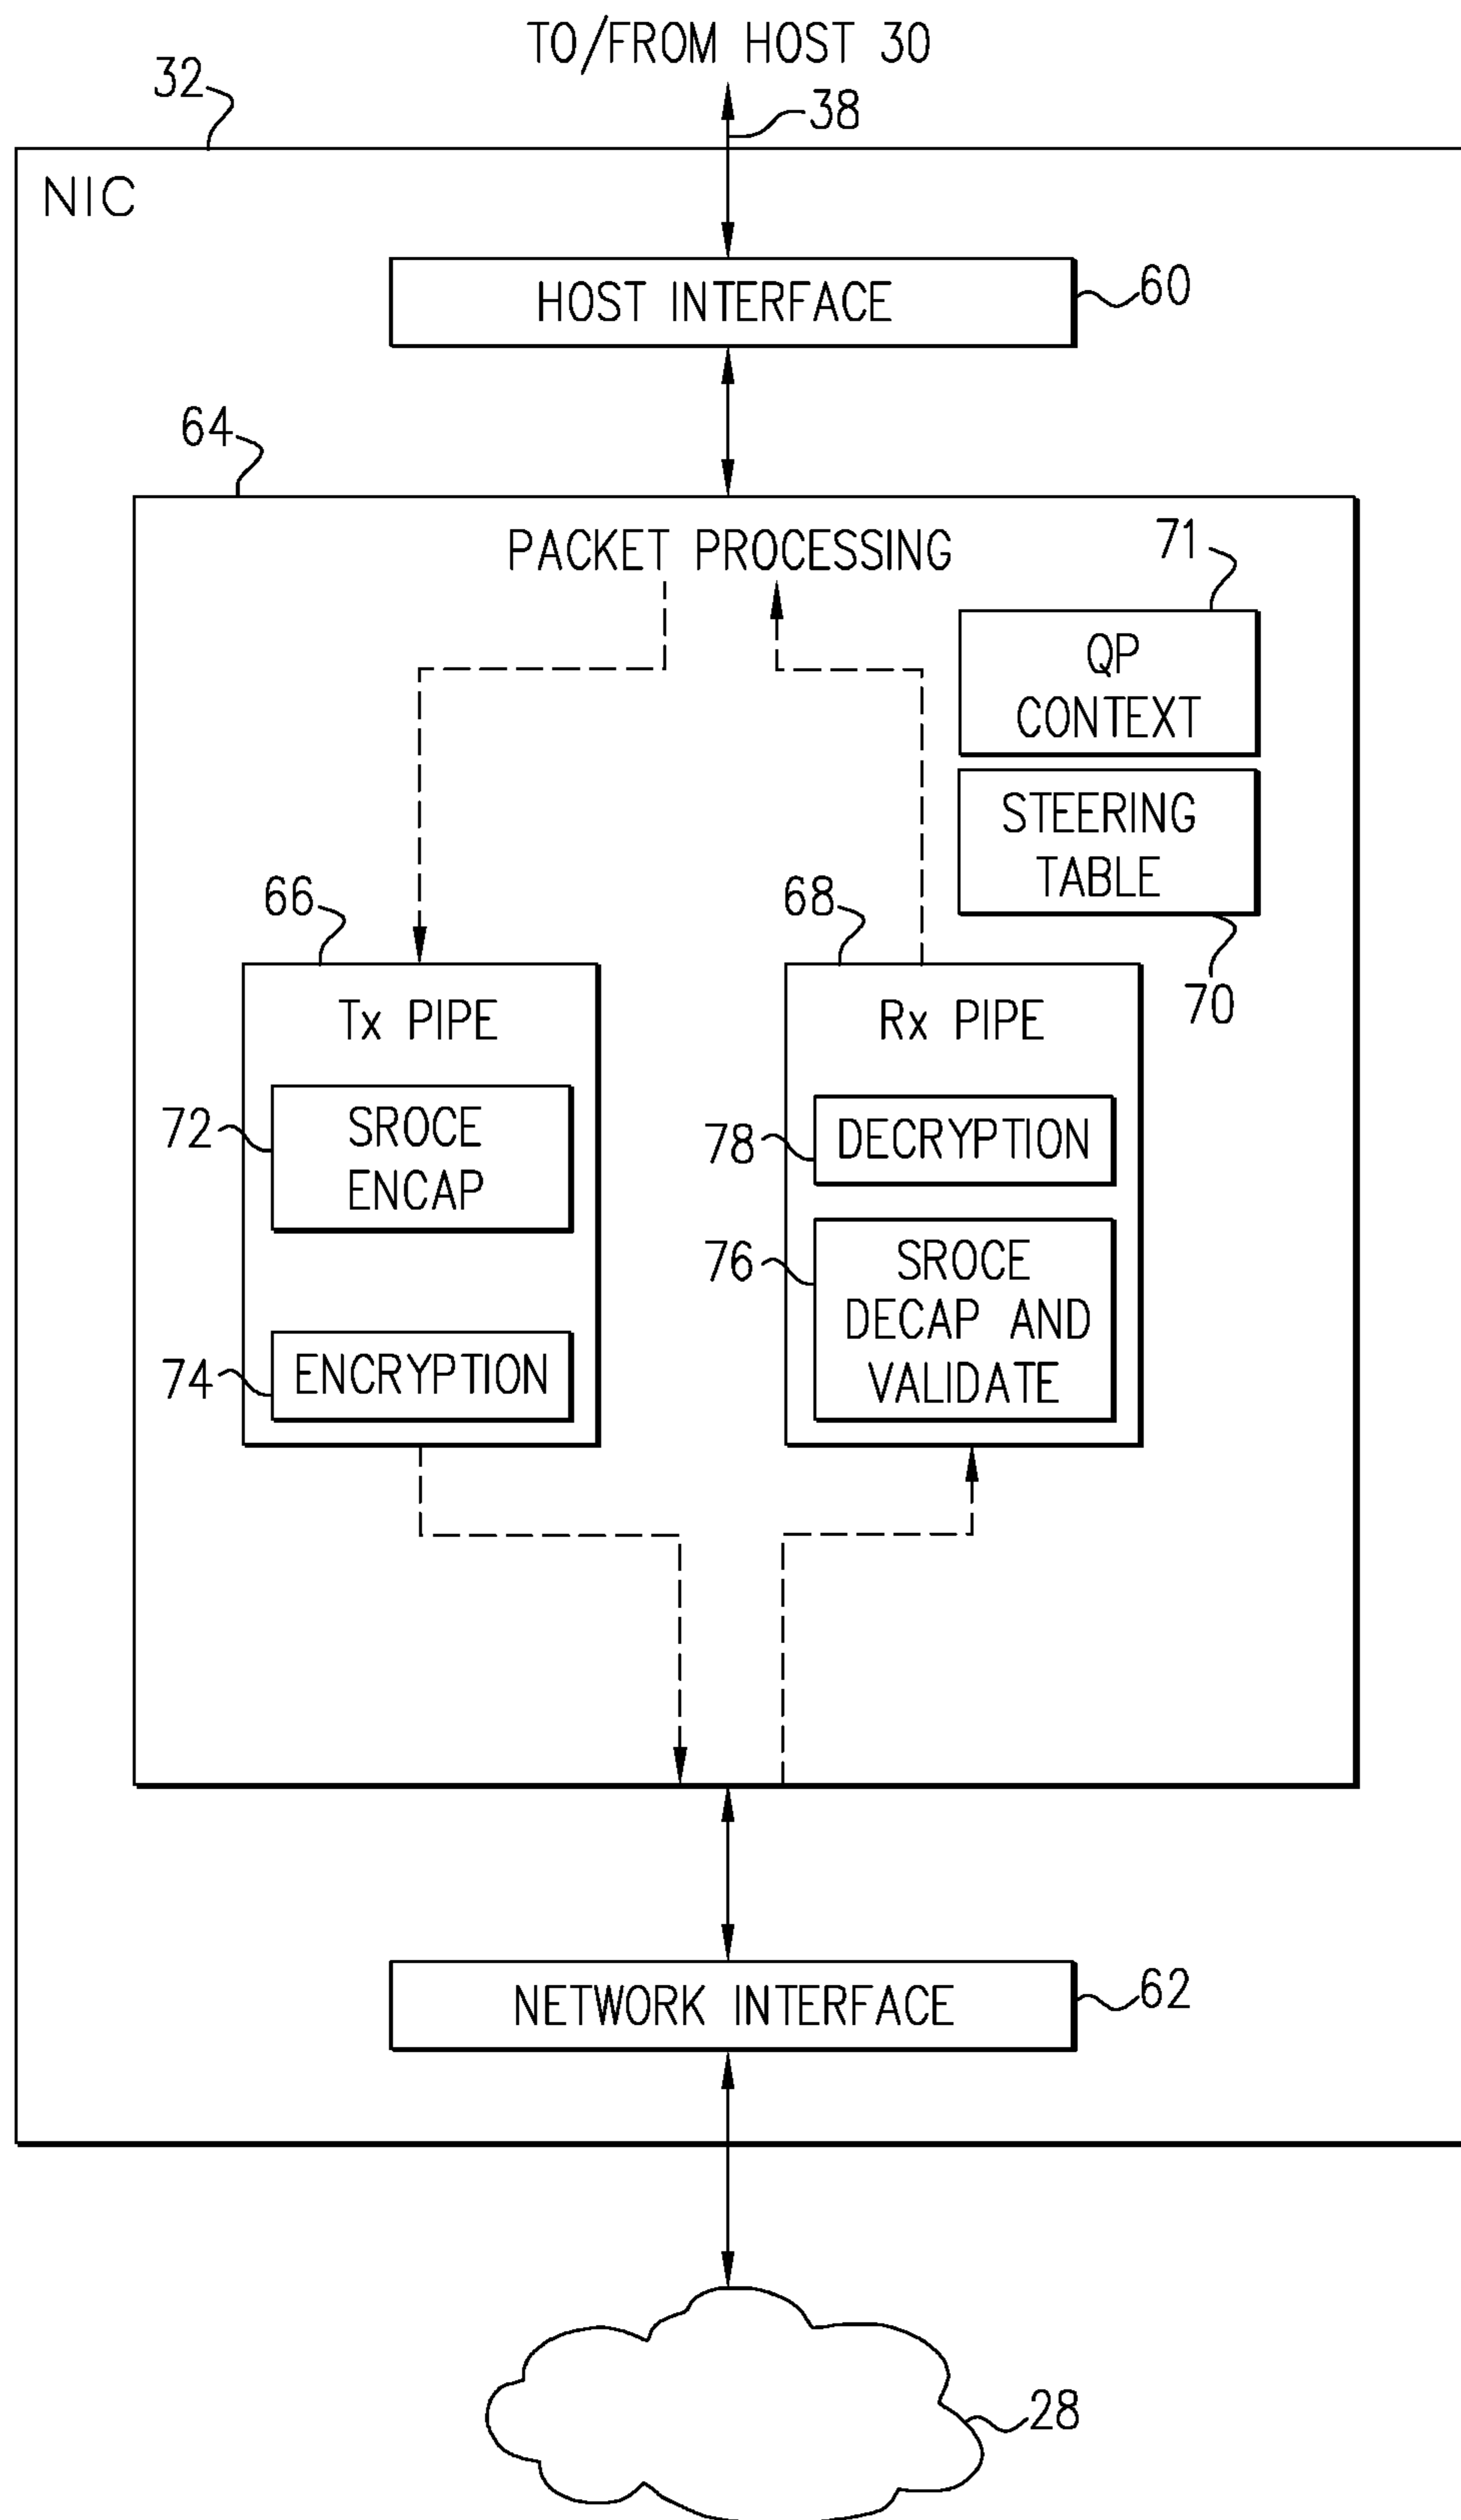 TO/FROM HOST 30
32
38
NIC
HOST INTERFACE
60
64
PACKET PROCESSING
71
QP
CONTEXT
STEERING
TABLE
66
68
70
Tx PIPE
Rx PIPE
72
SROCE
ENCAP
78
DECRYPTION
76
SROCE
DECAP AND
VALIDATE
74
ENCRYPTION
NETWORK INTERFACE
62
28